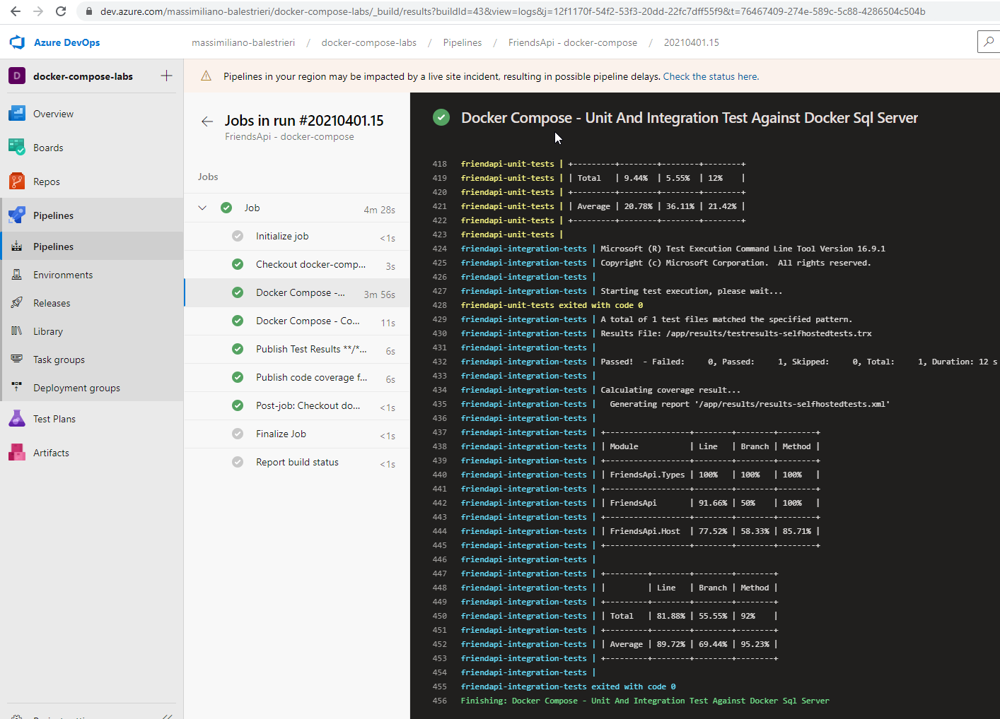 dev.azure.com/massimiliano-balestrieri/docker-compose-labs/_build/results?buildId=43&view=logs&j=12f1170f-54f2-53f3-20dd-22fc7dff55f9&t=76467409-274e-589c-5c88-4286504c504b
Azure DevOps
massimiliano-balestrieri / docker-compose-labs / Pipelines / FriendsApi - docker-compose / 20210401.15
D docker-compose-labs
Pipelines in your region may be impacted by a live site incident, resulting in possible pipeline delays. Check the status here.
Overview
Boards
Repos
Pipelines
Pipelines
Environments
Releases
Library
Task groups
Deployment groups
Test Plans
Artifacts
Jobs in run #20210401.15
FriendsApi - docker-compose
Jobs
Job 4m 28s
Initialize job <1s
Checkout docker-comp... 3s
Docker Compose -... 3m 56s
Docker Compose - Co... 11s
Publish Test Results **/*... 6s
Publish code coverage f... 6s
Post-job: Checkout do... <1s
Finalize Job <1s
Report build status <1s
Docker Compose - Unit And Integration Test Against Docker Sql Server
418 friendapi-unit-tests | +---------+--------+--------+--------+
419 friendapi-unit-tests | | Total   | 9.44%  | 5.55%  | 12%    |
420 friendapi-unit-tests | +---------+--------+--------+--------+
421 friendapi-unit-tests | | Average | 20.78% | 36.11% | 21.42% |
422 friendapi-unit-tests | +---------+--------+--------+--------+
423 friendapi-unit-tests |
424 friendapi-integration-tests | Microsoft (R) Test Execution Command Line Tool Version 16.9.1
425 friendapi-integration-tests | Copyright (c) Microsoft Corporation.  All rights reserved.
426 friendapi-integration-tests |
427 friendapi-integration-tests | Starting test execution, please wait...
428 friendapi-unit-tests exited with code 0
429 friendapi-integration-tests | A total of 1 test files matched the specified pattern.
430 friendapi-integration-tests | Results File: /app/results/testresults-selfhostedtests.trx
431 friendapi-integration-tests |
432 friendapi-integration-tests | Passed!  - Failed:     0, Passed:     1, Skipped:     0, Total:     1, Duration: 12 s
433 friendapi-integration-tests |
434 friendapi-integration-tests | Calculating coverage result...
435 friendapi-integration-tests |   Generating report '/app/results/results-selfhostedtests.xml'
436 friendapi-integration-tests |
437 friendapi-integration-tests | +------------------+--------+--------+--------+
438 friendapi-integration-tests | | Module           | Line   | Branch | Method |
439 friendapi-integration-tests | +------------------+--------+--------+--------+
440 friendapi-integration-tests | | FriendsApi.Types | 100%   | 100%   | 100%   |
441 friendapi-integration-tests | +------------------+--------+--------+--------+
442 friendapi-integration-tests | | FriendsApi       | 91.66% | 50%    | 100%   |
443 friendapi-integration-tests | +------------------+--------+--------+--------+
444 friendapi-integration-tests | | FriendsApi.Host  | 77.52% | 58.33% | 85.71% |
445 friendapi-integration-tests | +------------------+--------+--------+--------+
446 friendapi-integration-tests |
447 friendapi-integration-tests | +---------+--------+--------+--------+
448 friendapi-integration-tests | |         | Line   | Branch | Method |
449 friendapi-integration-tests | +---------+--------+--------+--------+
450 friendapi-integration-tests | | Total   | 81.88% | 55.55% | 92%    |
451 friendapi-integration-tests | +---------+--------+--------+--------+
452 friendapi-integration-tests | | Average | 89.72% | 69.44% | 95.23% |
453 friendapi-integration-tests | +---------+--------+--------+--------+
454 friendapi-integration-tests |
455 friendapi-integration-tests exited with code 0
456 Finishing: Docker Compose - Unit And Integration Test Against Docker Sql Server